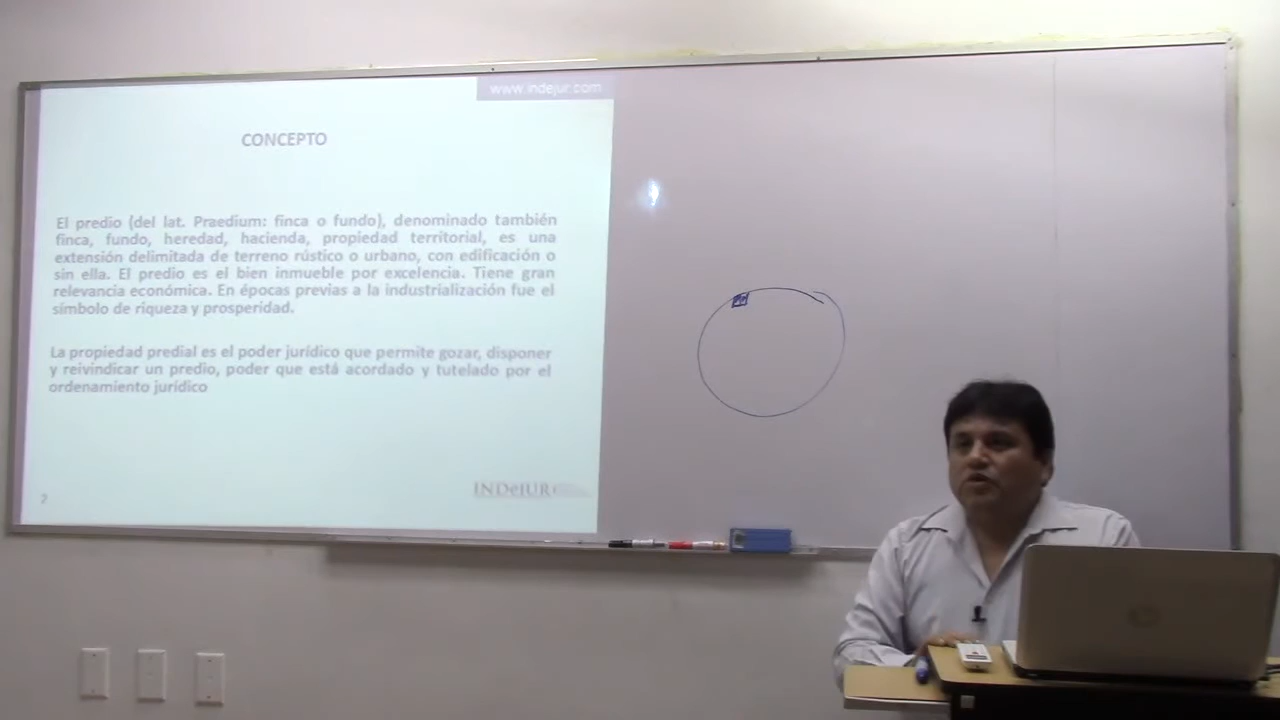 www.indejur.com
CONCEPTO
El predio (del lat. Praedium: finca o fundo), denominado también
finca, fundo, heredad, hacienda, propiedad territorial, es una
extensión delimitada de terreno rústico o urbano, con edificación o
sin ella. El predio es el bien inmueble por excelencia. Tiene gran
relevancia económica. En épocas previas a la industrialización fue el
símbolo de riqueza y prosperidad.
La propiedad predial es el poder jurídico que permite gozar, disponer
y reivindicar un predio, poder que está acordado y tutelado por el
ordenamiento jurídico
INDeJUR